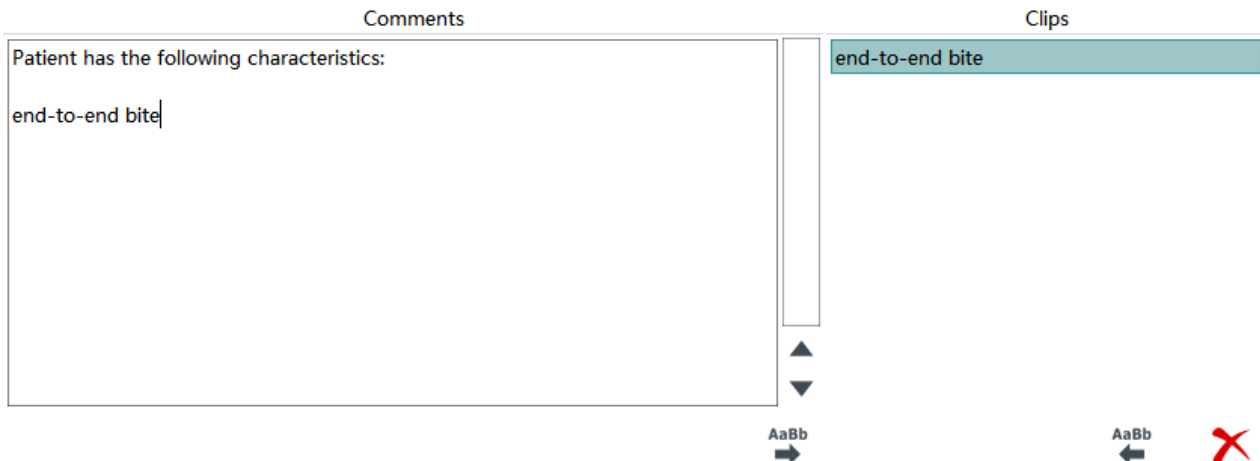 Comments
Patient has the following characteristics:
end-to-end bite
Clips
end-to-end bite
AaBb
AaBb